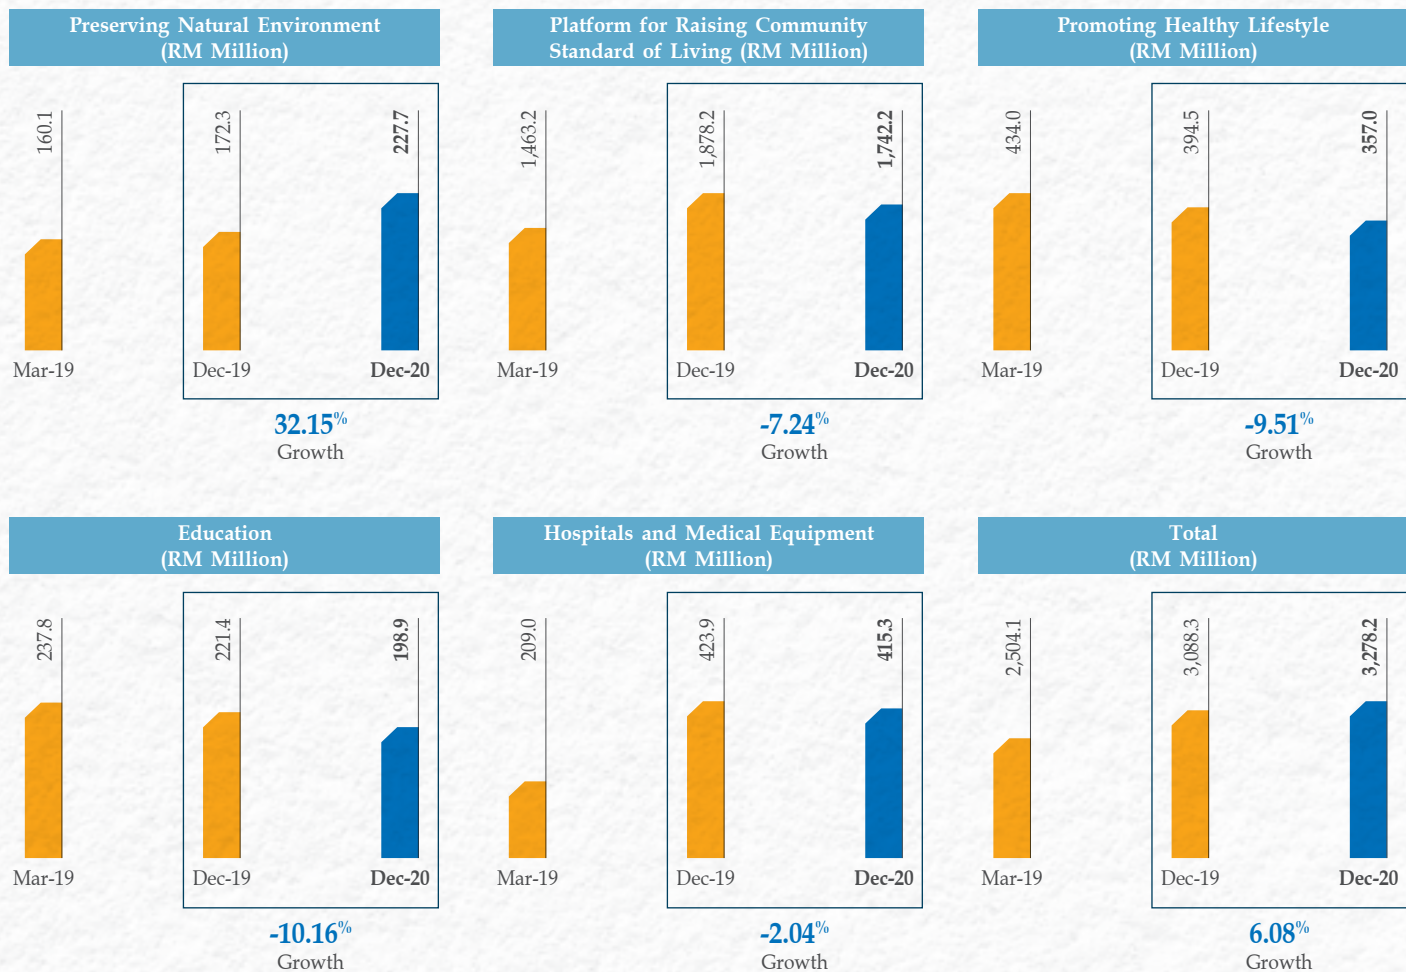 Preserving Natural Environment
(RM Million)
160.1
172.3
227.7
Mar-19
Dec-19
Dec-20
32.15%
Growth
Platform for Raising Community
Standard of Living (RM Million)
1,463.2
1,878.2
1,742.2
Mar-19
Dec-19
Dec-20
-7.24%
Growth
Promoting Healthy Lifestyle
(RM Million)
434.0
394.5
357.0
Mar-19
Dec-19
Dec-20
-9.51%
Growth
Education
(RM Million)
237.8
221.4
198.9
Mar-19
Dec-19
Dec-20
-10.16%
Growth
Hospitals and Medical Equipment
(RM Million)
209.0
423.9
415.3
Mar-19
Dec-19
Dec-20
-2.04%
Growth
Total
(RM Million)
2,504.1
3,088.3
3,278.2
Mar-19
Dec-19
Dec-20
6.08%
Growth